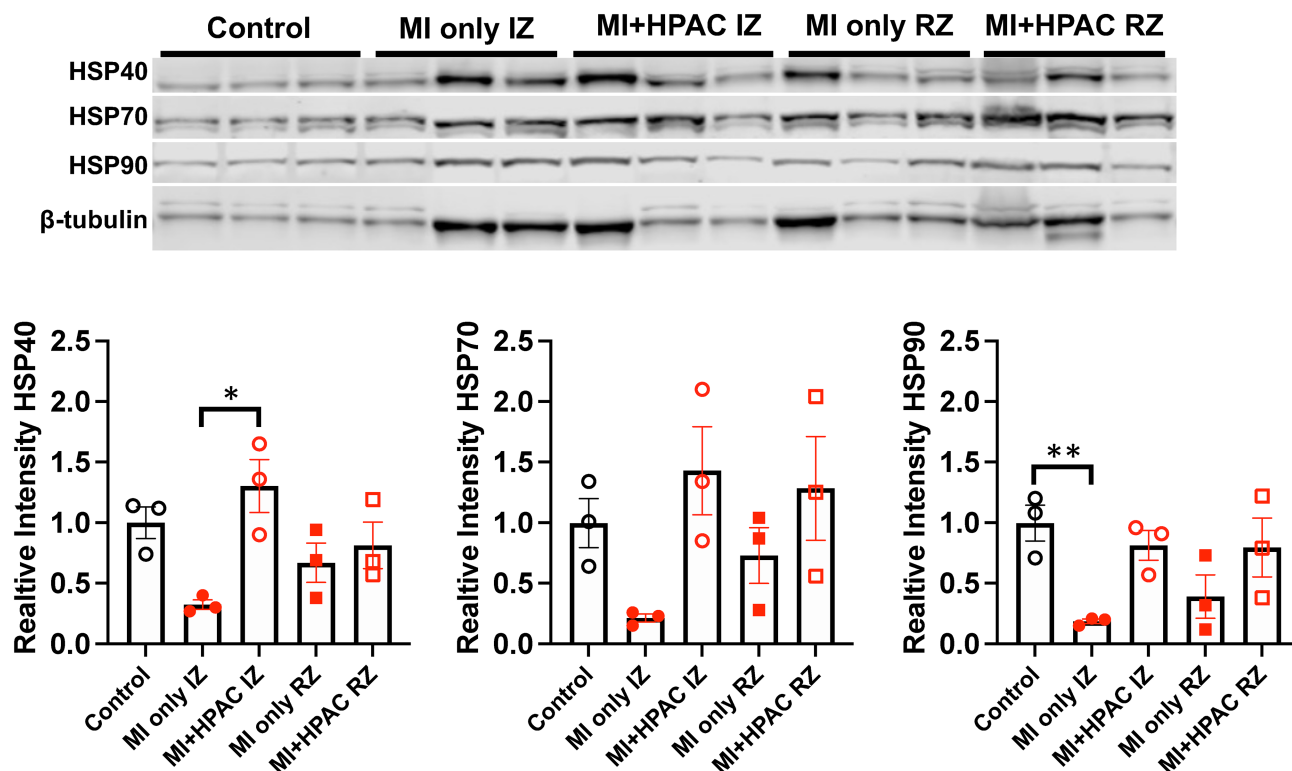 Control MI only IZ MI+HPAC IZ MI only RZ MI+HPAC RZ
HSP40
HSP70
HSP90
β-tubulin
Realtive Intensity HSP40
2.5
2.0
1.5
1.0
0.5
0.0
*
Control
MI only IZ
MI+HPAC IZ
MI only RZ
MI+HPAC RZ
Realtive Intensity HSP70
2.5
2.0
1.5
1.0
0.5
0.0
Control
MI only IZ
MI+HPAC IZ
MI only RZ
MI+HPAC RZ
Realtive Intensity HSP90
2.5
2.0
1.5
1.0
0.5
0.0
**
Control
MI only IZ
MI+HPAC IZ
MI only RZ
MI+HPAC RZ